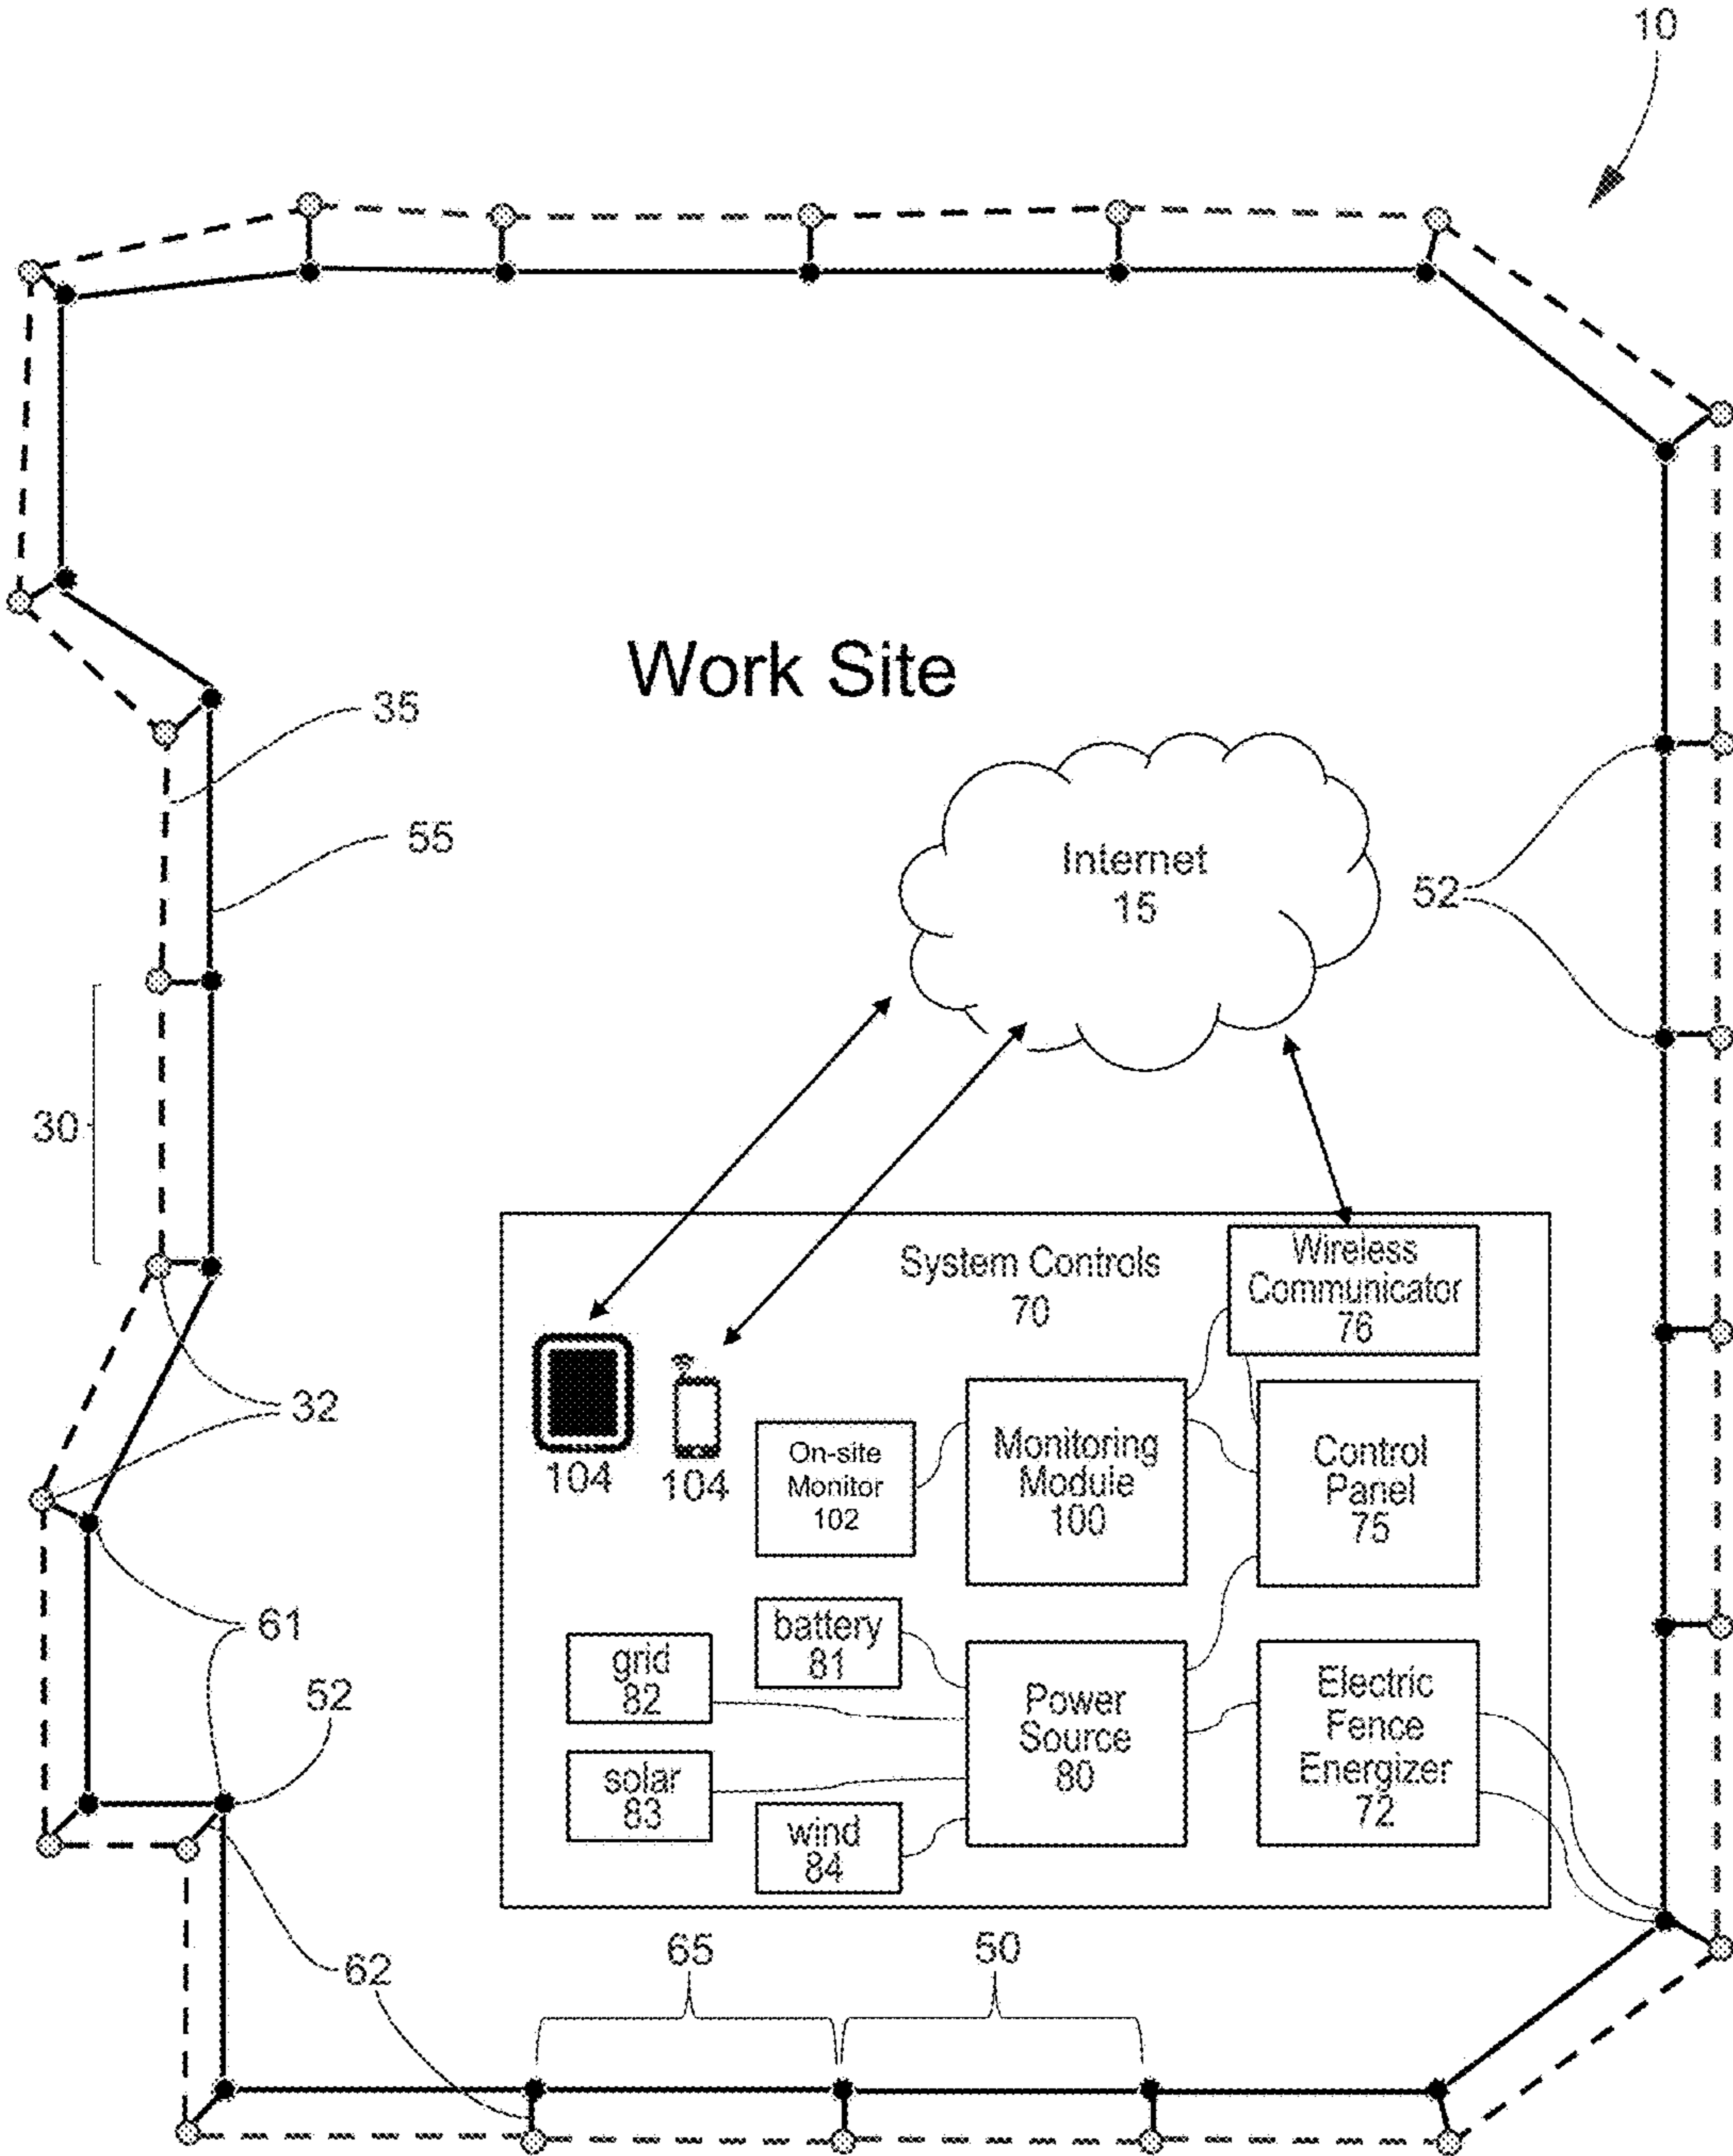 10
Work Site
35
55
Internet
15
52
30
System Controls
70
Wireless
Communicator
76
32
104
104
On-site
Monitor
102
Monitoring
Module
100
Control
Panel
75
61
52
battery
81
grid
82
Power
Source
80
Electric
Fence
Energizer
72
solar
83
wind
84
62
65
50